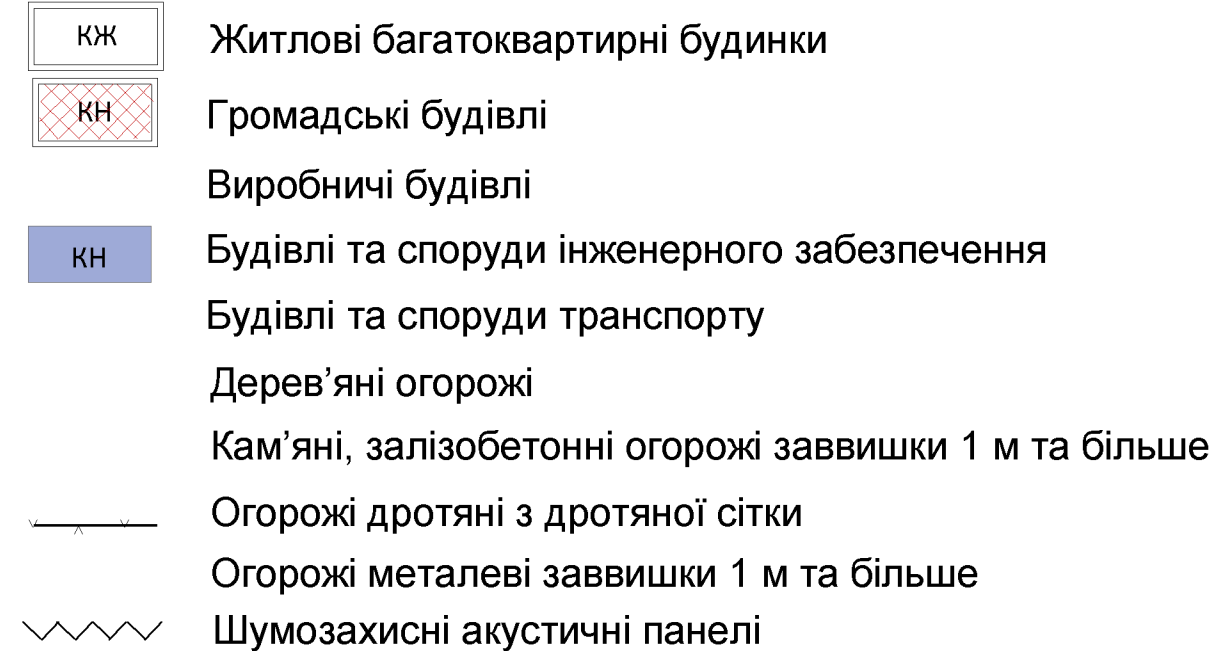 КЖ Житлові багатоквартирні будинки
КН Громадські будівлі
Виробничі будівлі
КН Будівлі та споруди інженерного забезпечення
Будівлі та споруди транспорту
Дерев’яні огорожі
Кам’яні, залізобетонні огорожі заввишки 1 м та більше
Огорожі дротяні з дротяної сітки
Огорожі металеві заввишки 1 м та більше
Шумозахисні акустичні панелі